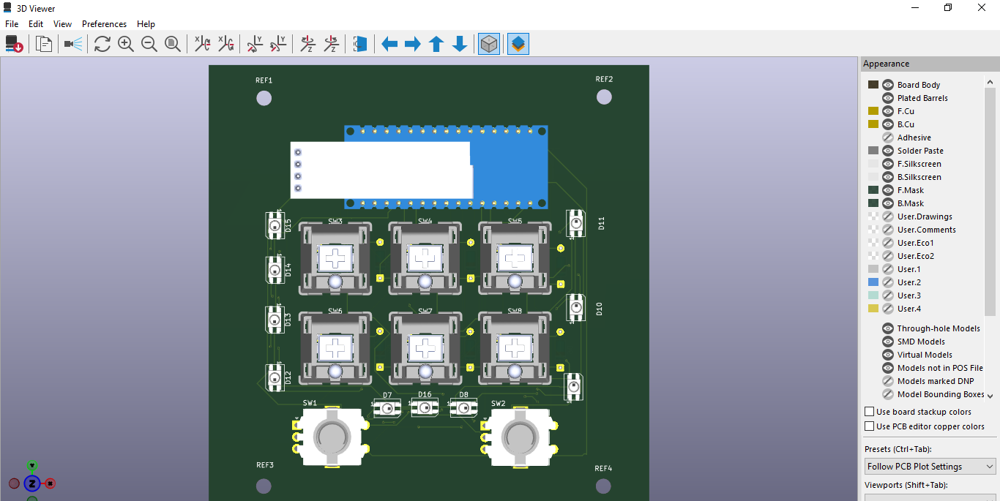 3D Viewer
File Edit View Preferences Help
Appearance
Board Body
Plated Barrels
F.Cu
B.Cu
Adhesive
Solder Paste
F.Silkscreen
B.Silkscreen
F.Mask
B.Mask
User.Drawings
User.Comments
User.Eco1
User.Eco2
User.1
User.2
User.3
User.4
Through-hole Models
SMD Models
Virtual Models
Models not in POS File
Models marked DNP
Model Bounding Boxes
Use board stackup colors
Use PCB editor copper colors
Presets (Ctrl+Tab):
Follow PCB Plot Settings
Viewports (Shift+Tab):
REF1 REF2
D15 SW3 SW4 SW5 D11
D14
D13 SW6 SW7 SW8 D10
D12
D7 D16 D8
SW1 SW2
REF3 REF4
Y
Z X